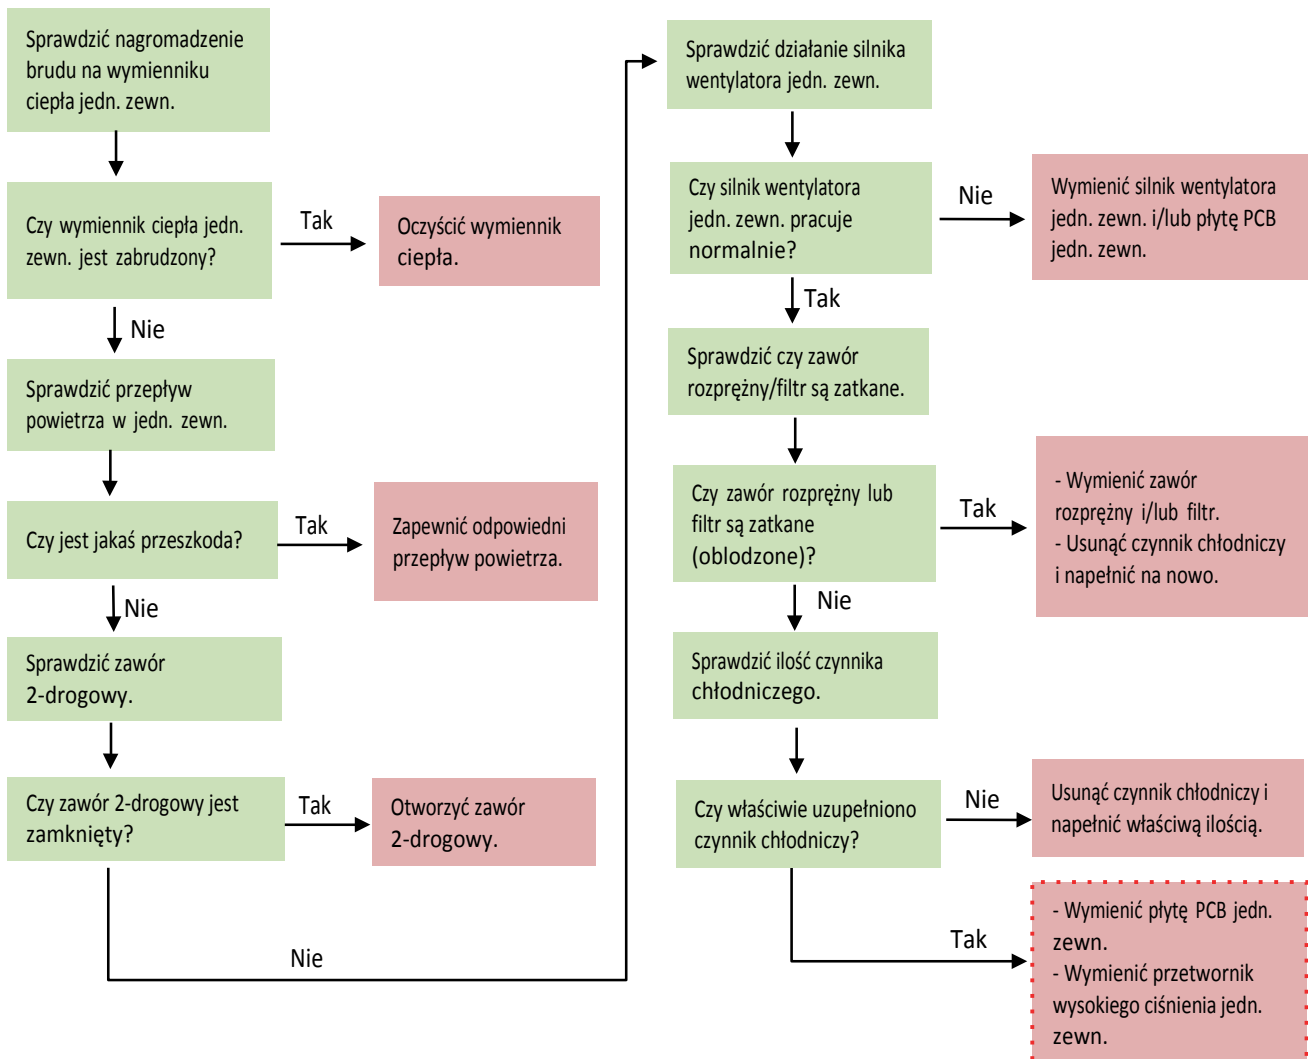 Sprawdzić nagromadzenie
brudu na wymienniku
ciepła jedn. zewn.
Czy wymiennik ciepła jedn.
zewn. jest zabrudzony?
Tak
Oczyścić wymiennik
ciepła.
Nie
Sprawdzić przepływ
powietrza w jedn. zewn.
Czy jest jakaś przeszkoda?
Tak
Zapewnić odpowiedni
przepływ powietrza.
Nie
Sprawdzić zawór
2-drogowy.
Czy zawór 2-drogowy jest
zamknięty?
Tak
Otworzyć zawór
2-drogowy.
Nie
Sprawdzić działanie silnika
wentylatora jedn. zewn.
Czy silnik wentylatora
jedn. zewn. pracuje
normalnie?
Nie
Wymienić silnik wentylatora
jedn. zewn. i/lub płytę PCB
jedn. zewn.
Tak
Sprawdzić czy zawór
rozprężny/filtr są zatkane.
Czy zawór rozprężny lub
filtr są zatkane
(oblodzone)?
Tak
- Wymienić zawór
rozprężny i/lub filtr.
- Usunąć czynnik chłodniczy
i napełnić na nowo.
Nie
Sprawdzić ilość czynnika
chłodniczego.
Czy właściwie uzupełniono
czynnik chłodniczy?
Nie
Usunąć czynnik chłodniczy i
napełnić właściwą ilością.
Tak
- Wymienić płytę PCB jedn.
zewn.
- Wymienić przetwornik
wysokiego ciśnienia jedn.
zewn.